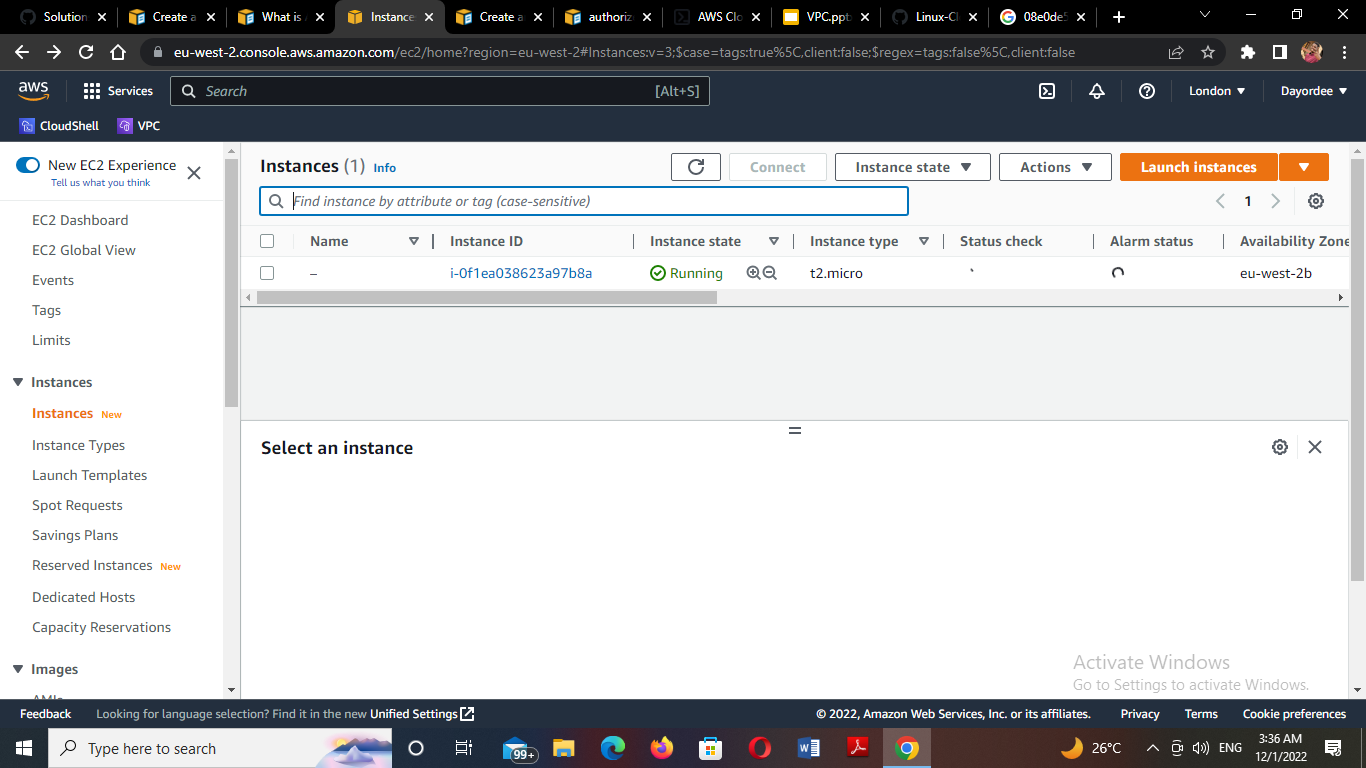 Solution
Create a
What is
Instances
Create a
authoriz
AWS Clo
VPC.pptx
Linux-Cl
08e0de5
eu-west-2.console.aws.amazon.com/ec2/home?region=eu-west-2#Instances:v=3;$case=tags:true%5C,client:false;$regex=tags:false%5C,client:false
aws
Services
Search
[Alt+S]
London
Dayordee
CloudShell
VPC
New EC2 Experience
Tell us what you think
EC2 Dashboard
EC2 Global View
Events
Tags
Limits
Instances
Instances New
Instance Types
Launch Templates
Spot Requests
Savings Plans
Reserved Instances New
Dedicated Hosts
Capacity Reservations
Images
AMIs
Instances (1) Info
Connect
Instance state
Actions
Launch instances
Find instance by attribute or tag (case-sensitive)
1
Name Instance ID Instance state Instance type Status check Alarm status Availability Zone
– i-0f1ea038623a97b8a Running t2.micro eu-west-2b
Select an instance
Activate Windows
Go to Settings to activate Windows.
Feedback Looking for language selection? Find it in the new Unified Settings
© 2022, Amazon Web Services, Inc. or its affiliates. Privacy Terms Cookie preferences
Type here to search
99+
26°C
ENG
3:36 AM
12/1/2022